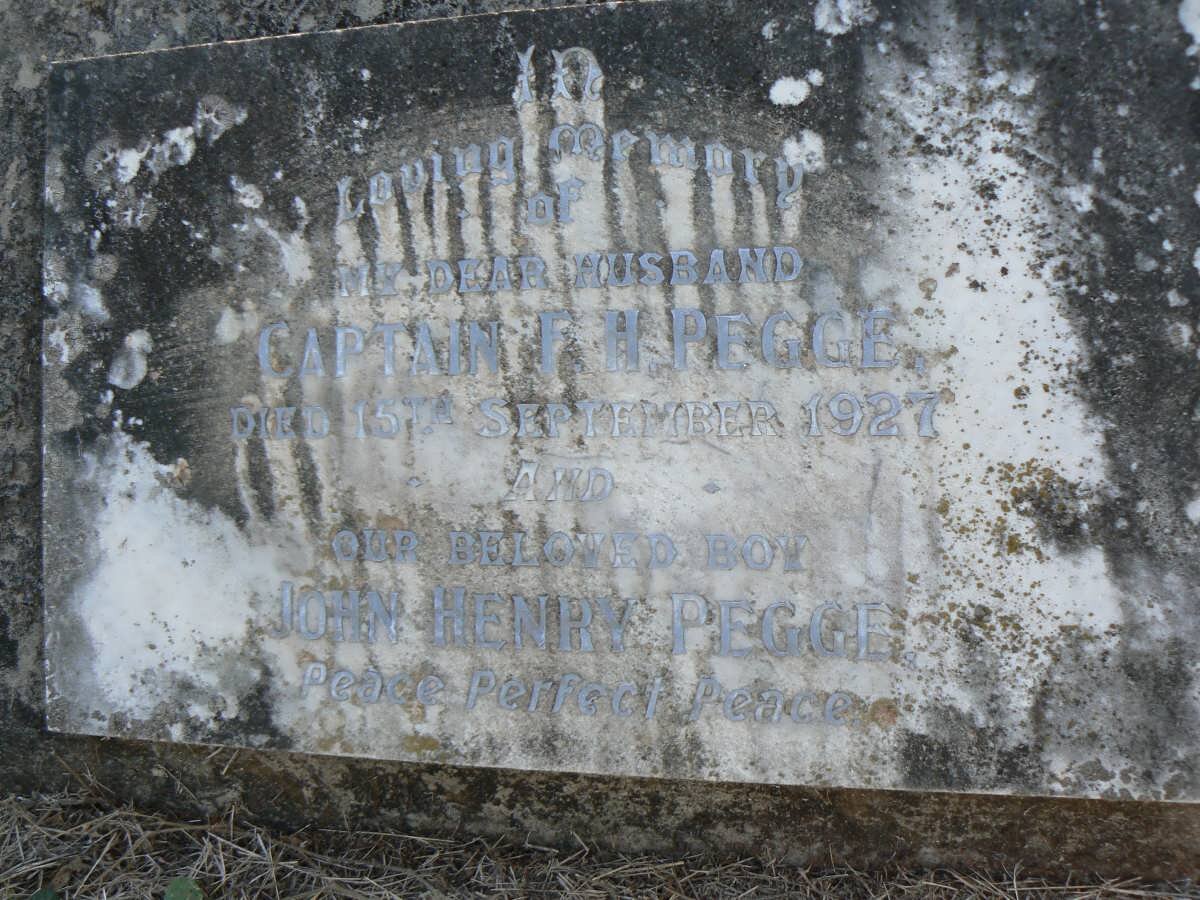 In
Loving Memory
of
MY DEAR HUSBAND
CAPTAIN F. H. PEGGE,
DIED 15TH SEPTEMBER 1927
· AND ·
OUR BELOVED BOY
JOHN HENRY PEGGE.
Peace Perfect Peace.